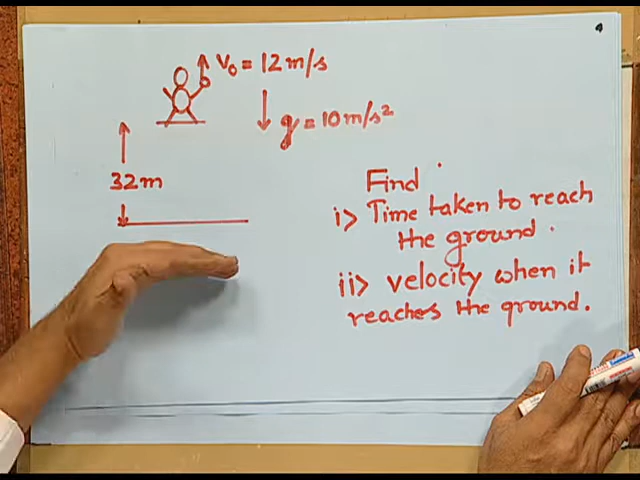 V₀ = 12 m/s
g = 10 m/s²
32m
Find
i> Time taken to reach
the ground.
ii> velocity when it
reaches the ground.